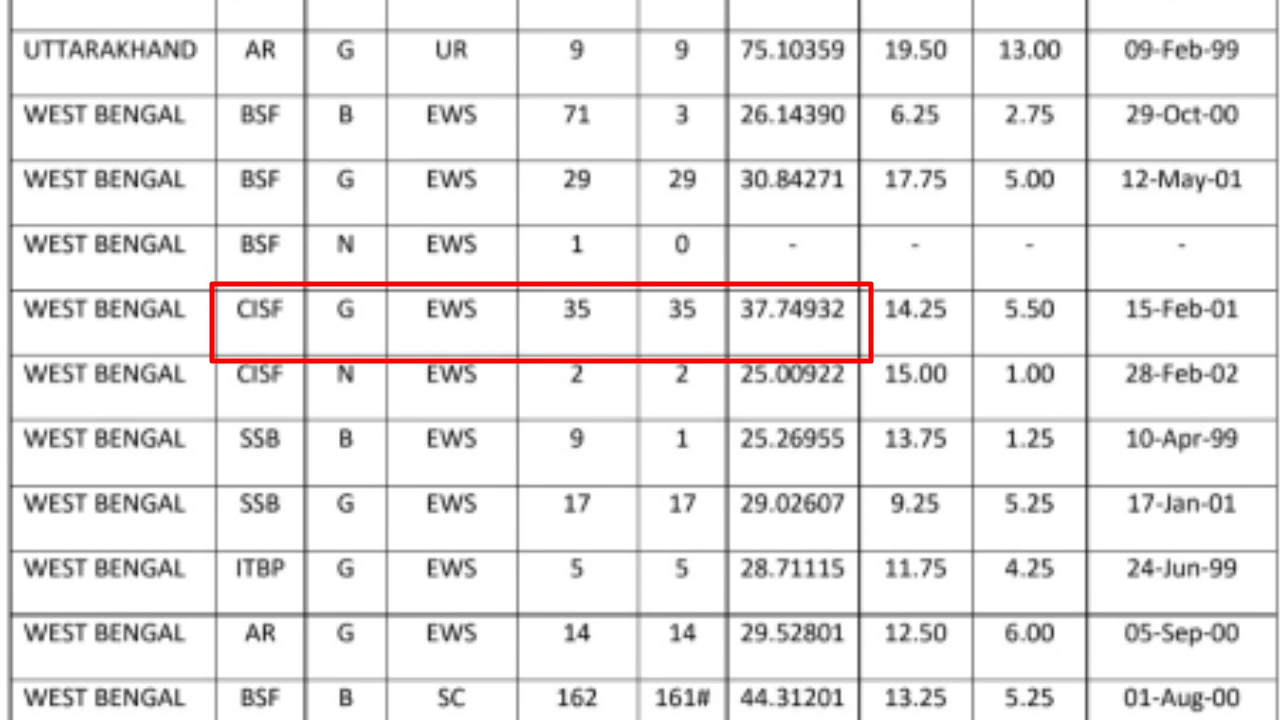 UTTARAKHAND AR G UR 9 9 75.10359 19.50 13.00 09-Feb-99
WEST BENGAL BSF B EWS 71 3 26.14390 6.25 2.75 29-Oct-00
WEST BENGAL BSF G EWS 29 29 30.84271 17.75 5.00 12-May-01
WEST BENGAL BSF N EWS 1 0 - - - -
WEST BENGAL CISF G EWS 35 35 37.74932 14.25 5.50 15-Feb-01
WEST BENGAL CISF N EWS 2 2 25.00922 15.00 1.00 28-Feb-02
WEST BENGAL SSB B EWS 9 1 25.26955 13.75 1.25 10-Apr-99
WEST BENGAL SSB G EWS 17 17 29.02607 9.25 5.25 17-Jan-01
WEST BENGAL ITBP G EWS 5 5 28.71115 11.75 4.25 24-Jun-99
WEST BENGAL AR G EWS 14 14 29.52801 12.50 6.00 05-Sep-00
WEST BENGAL BSF B SC 162 161# 44.31201 13.25 5.25 01-Aug-00